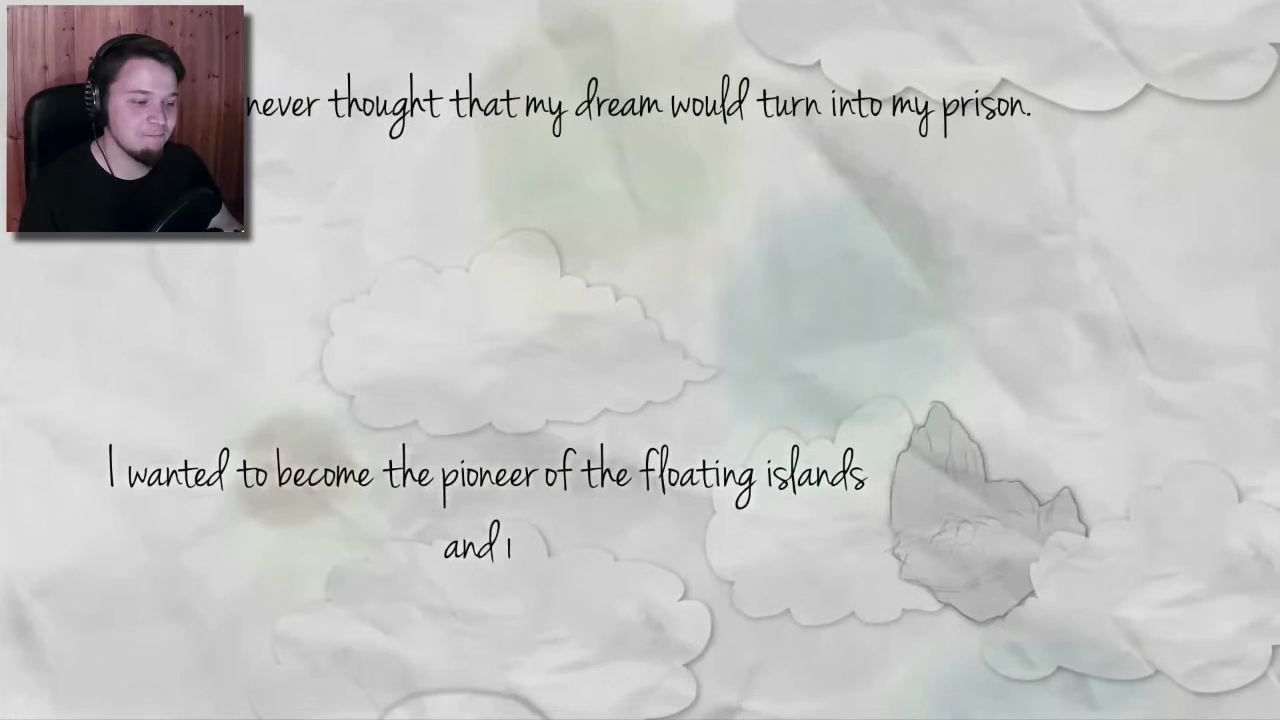 never thought that my dream would turn into my prison.
I wanted to become the pioneer of the floating islands
and I